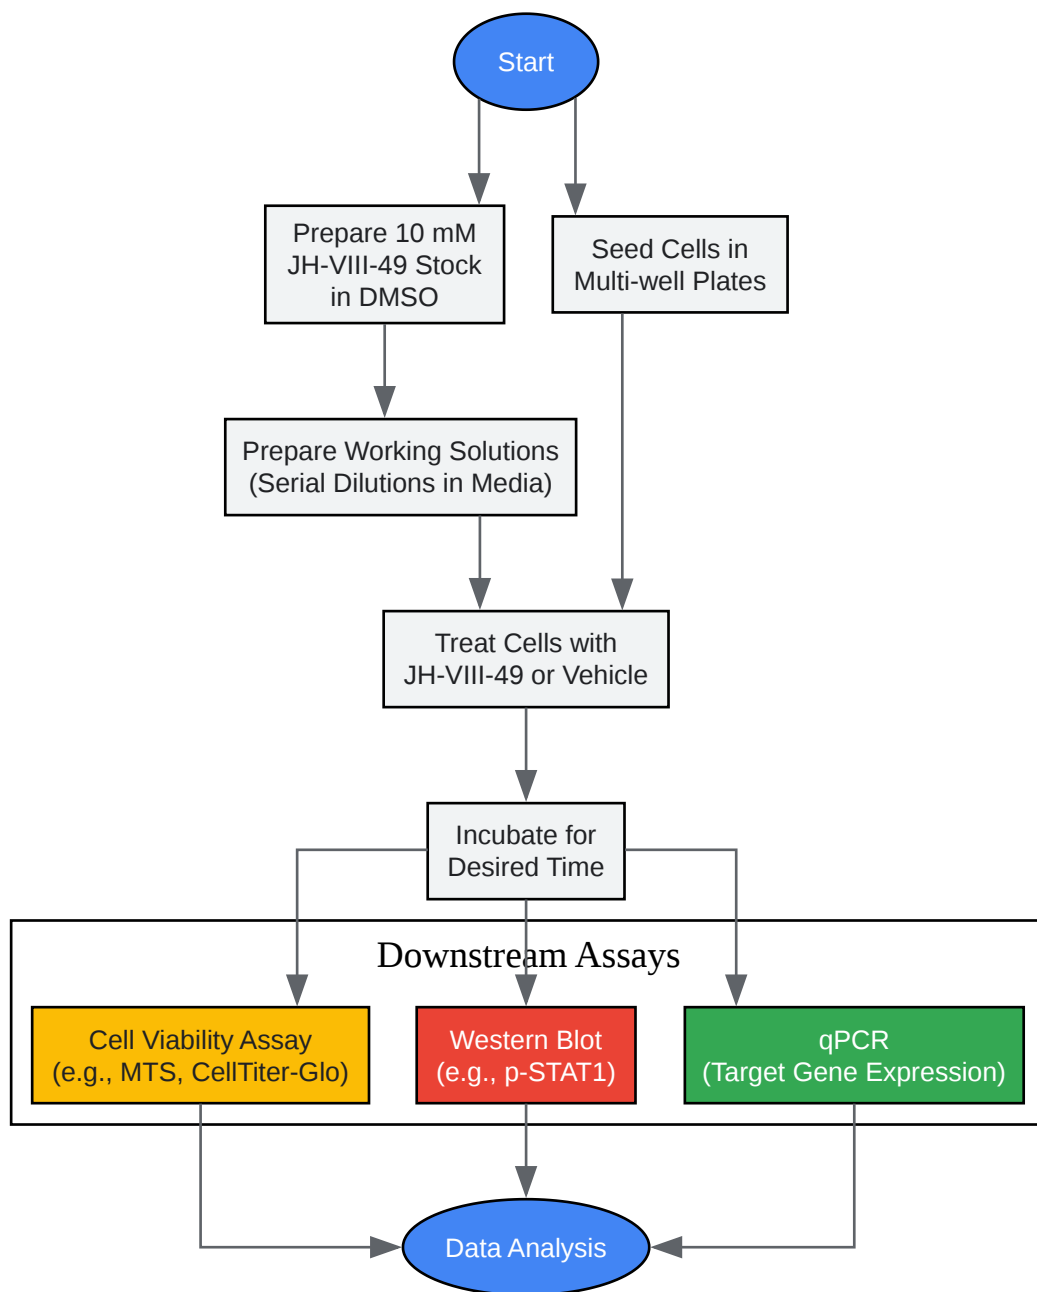 Start
Prepare 10 mM
JH-VIII-49 Stock
in DMSO
Seed Cells in
Multi-well Plates
Prepare Working Solutions
(Serial Dilutions in Media)
Treat Cells with
JH-VIII-49 or Vehicle
Incubate for
Desired Time
Downstream Assays
Cell Viability Assay
(e.g., MTS, CellTiter-Glo)
Western Blot
(e.g., p-STAT1)
qPCR
(Target Gene Expression)
Data Analysis